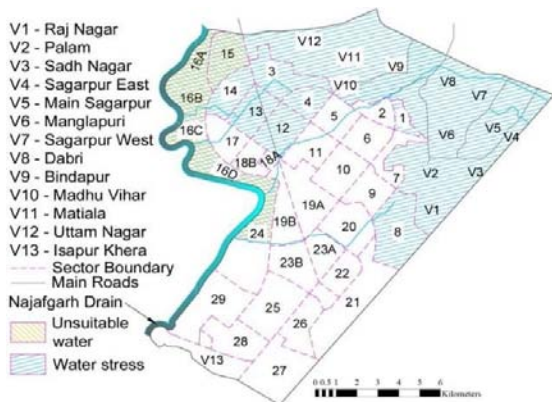 V1 - Raj Nagar
V2 - Palam
V3 - Sadh Nagar
V4 - Sagarpur East
V5 - Main Sagarpur
V6 - Manglapuri
V7 - Sagarpur West
V8 - Dabri
V9 - Bindapur
V10 - Madhu Vihar
V11 - Matiala
V12 - Uttam Nagar
V13 - Isapur Khera
Sector Boundary
Main Roads
Najafgarh Drain
Unsuitable
water
Water stress
16A
15
V12
V11
V9
3
14
16B
V10
V8
V7
13
4
2
1
16C
12
5
V5
V4
17
6
V6
18B
18A
11
16D
10
7
V2
V3
9
19A
V1
19B
20
8
24
23A
23B
22
29
21
25
26
28
V13
27
0 0.5 1 2 3 4 5 6
Kilometers